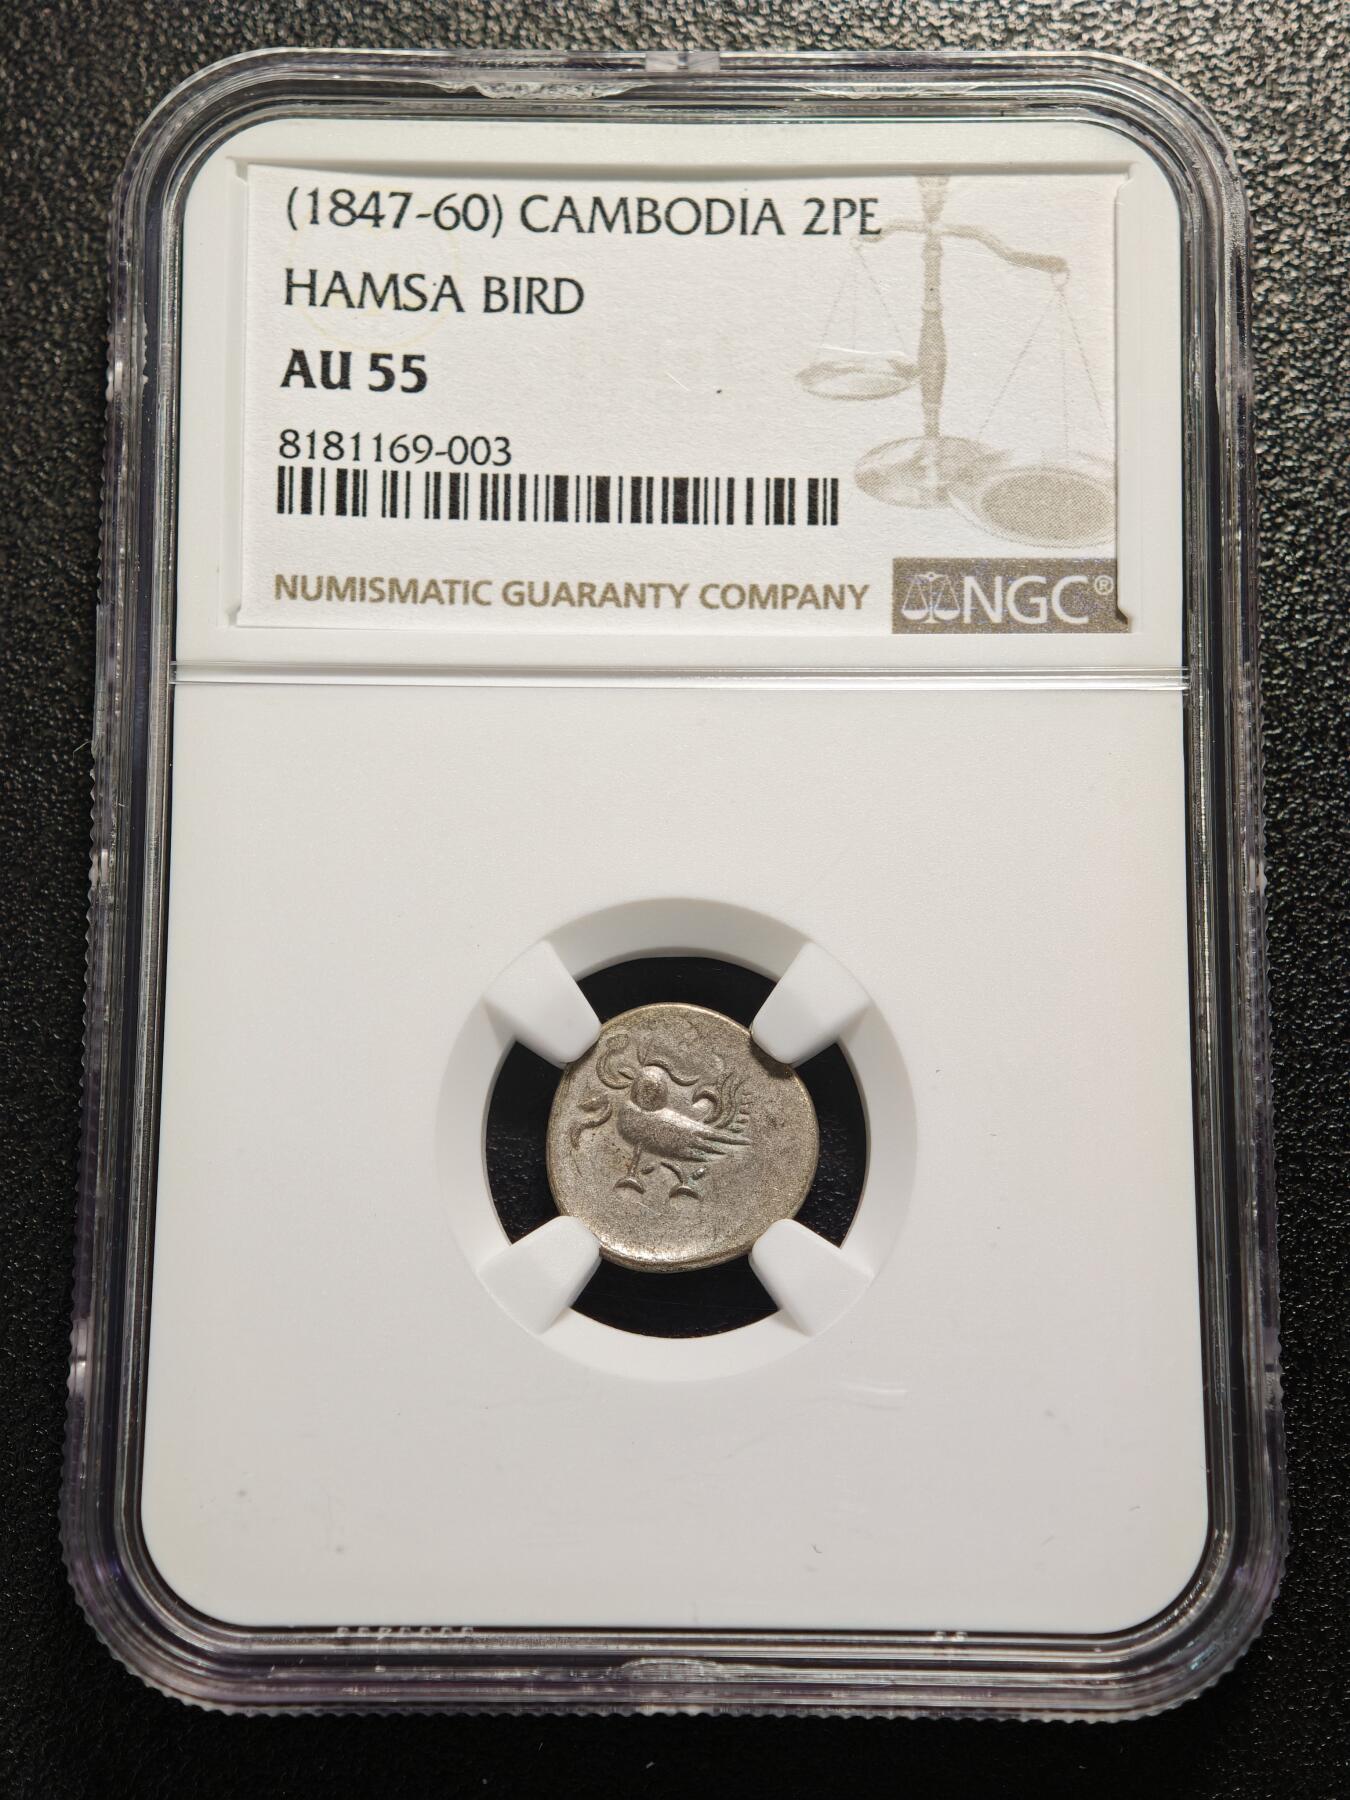 (1847-60) CAMBODIA 2PE
HAMSA BIRD
AU 55
8181169-003
NUMISMATIC GUARANTY COMPANY
NGC®